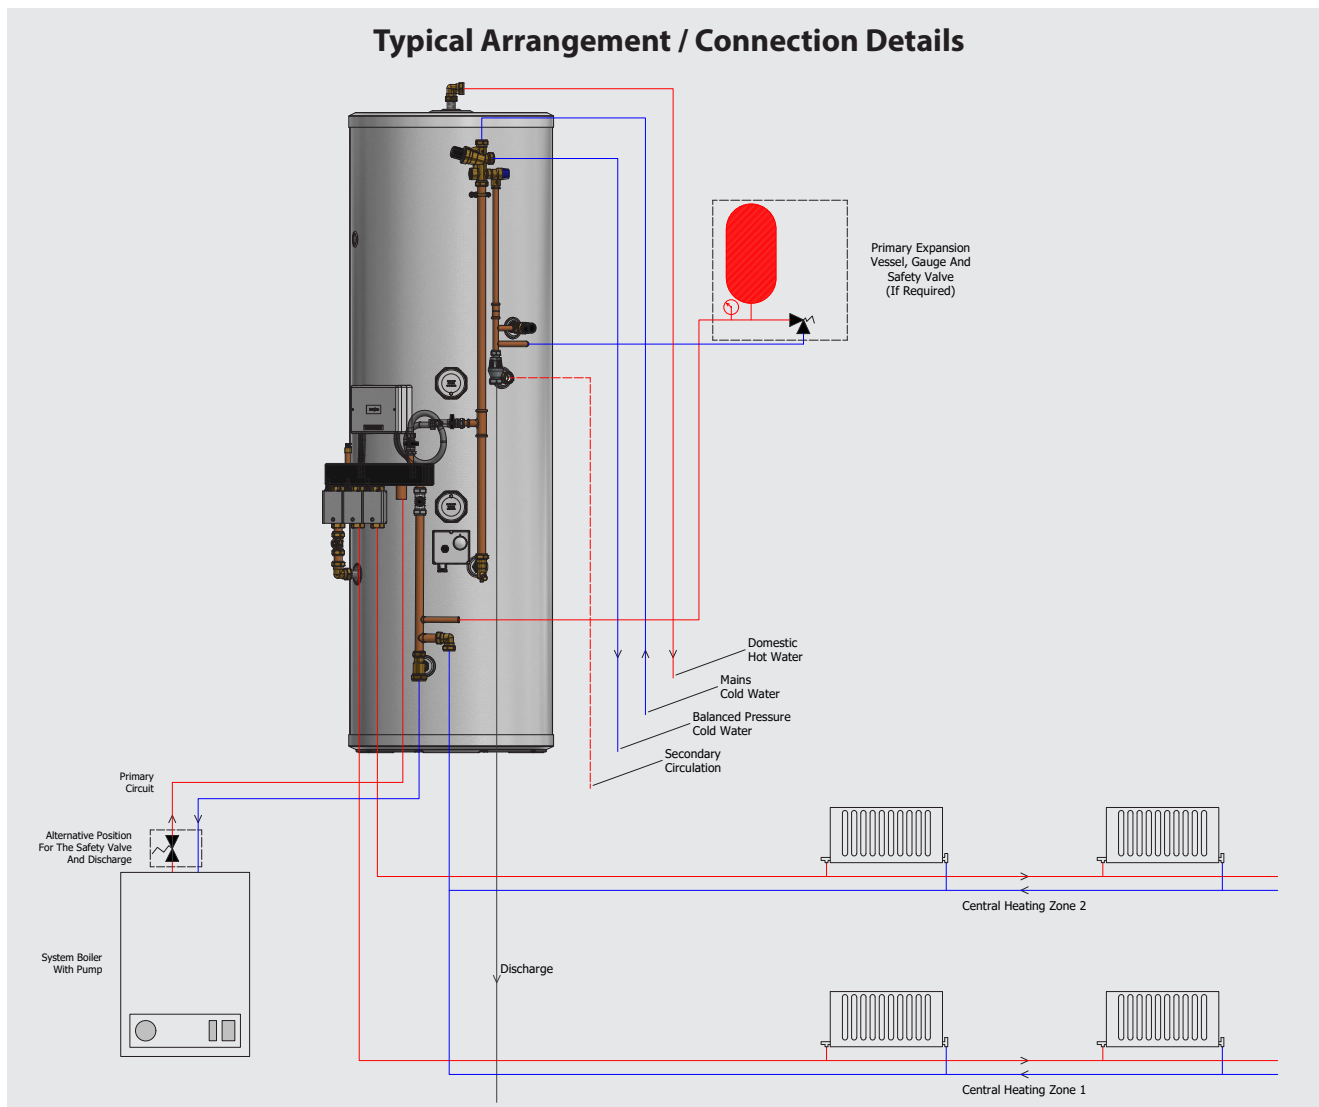 Typical Arrangement / Connection Details
Primary Expansion
Vessel, Gauge And
Safety Valve
(If Required)
Domestic
Hot Water
Mains
Cold Water
Balanced Pressure
Cold Water
Secondary
Circulation
Primary
Circuit
Alternative Position
For The Safety Valve
And Discharge
System Boiler
With Pump
Discharge
Central Heating Zone 2
Central Heating Zone 1